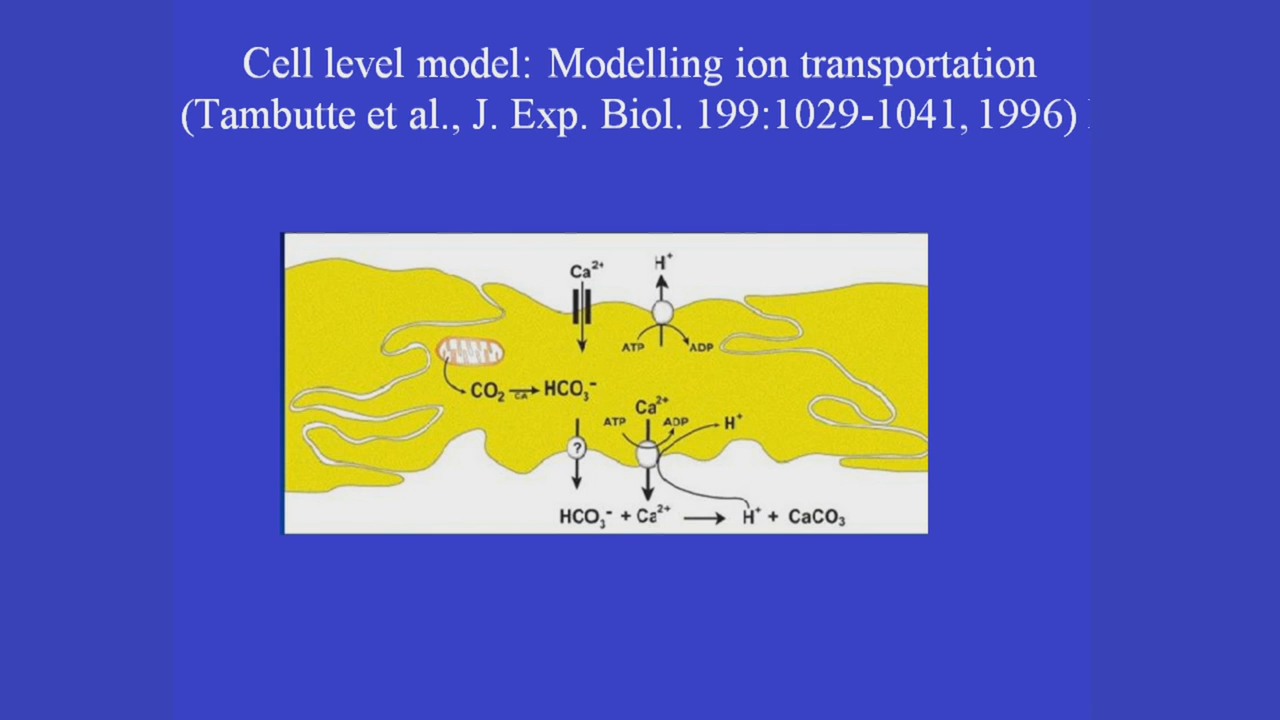 Cell level model: Modelling ion transportation
(Tambutte et al., J. Exp. Biol. 199:1029-1041, 1996)
Ca²⁺
H⁺
ATP
ADP
CO₂ → HCO₃⁻
CA
Ca²⁺
ATP
ADP
H⁺
?
HCO₃⁻ + Ca²⁺ → H⁺ + CaCO₃